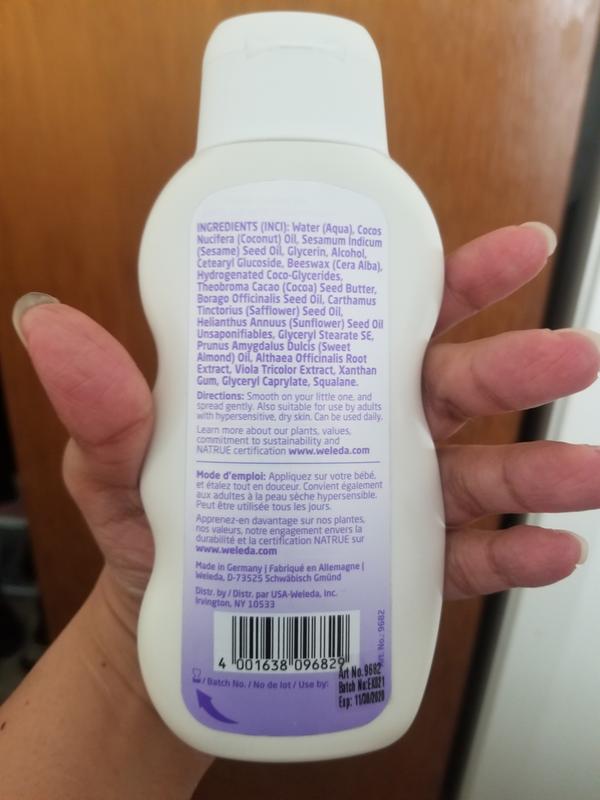 INGREDIENTS (INCI): Water (Aqua), Cocos
Nucifera (Coconut) Oil, Sesamum Indicum
(Sesame) Seed Oil, Glycerin, Alcohol,
Cetearyl Glucoside, Beeswax (Cera Alba),
Hydrogenated Coco-Glycerides,
Theobroma Cacao (Cocoa) Seed Butter,
Borago Officinalis Seed Oil, Carthamus
Tinctorius (Safflower) Seed Oil,
Helianthus Annuus (Sunflower) Seed Oil
Unsaponifiables, Glyceryl Stearate SE,
Prunus Amygdalus Dulcis (Sweet
Almond) Oil, Althaea Officinalis Root
Extract, Viola Tricolor Extract, Xanthan
Gum, Glyceryl Caprylate, Squalane.
Directions: Smooth on your little one, and
spread gently. Also suitable for use by adults
with hypersensitive, dry skin. Can be used daily.
Learn more about our plants, values,
commitment to sustainability and
NATRUE certification www.weleda.com
Mode d'emploi: Appliquez sur votre bébé,
et étalez tout en douceur. Convient également
aux adultes à la peau sèche hypersensible.
Peut être utilisée tous les jours.
Apprenez-en davantage sur nos plantes,
nos valeurs, notre engagement envers la
durabilité et la certification NATRUE sur
www.weleda.com
Made in Germany | Fabriqué en Allemagne |
Weleda, D-73525 Schwäbisch Gmünd
Distr. by / Distr. par USA-Weleda, Inc.
Irvington, NY 10533
4 001638 096829
Art. No.: 9682
/ Batch No. / No de lot / Use by:
Art No.9682
Batch No:EX021
Exp: 11/30/2020